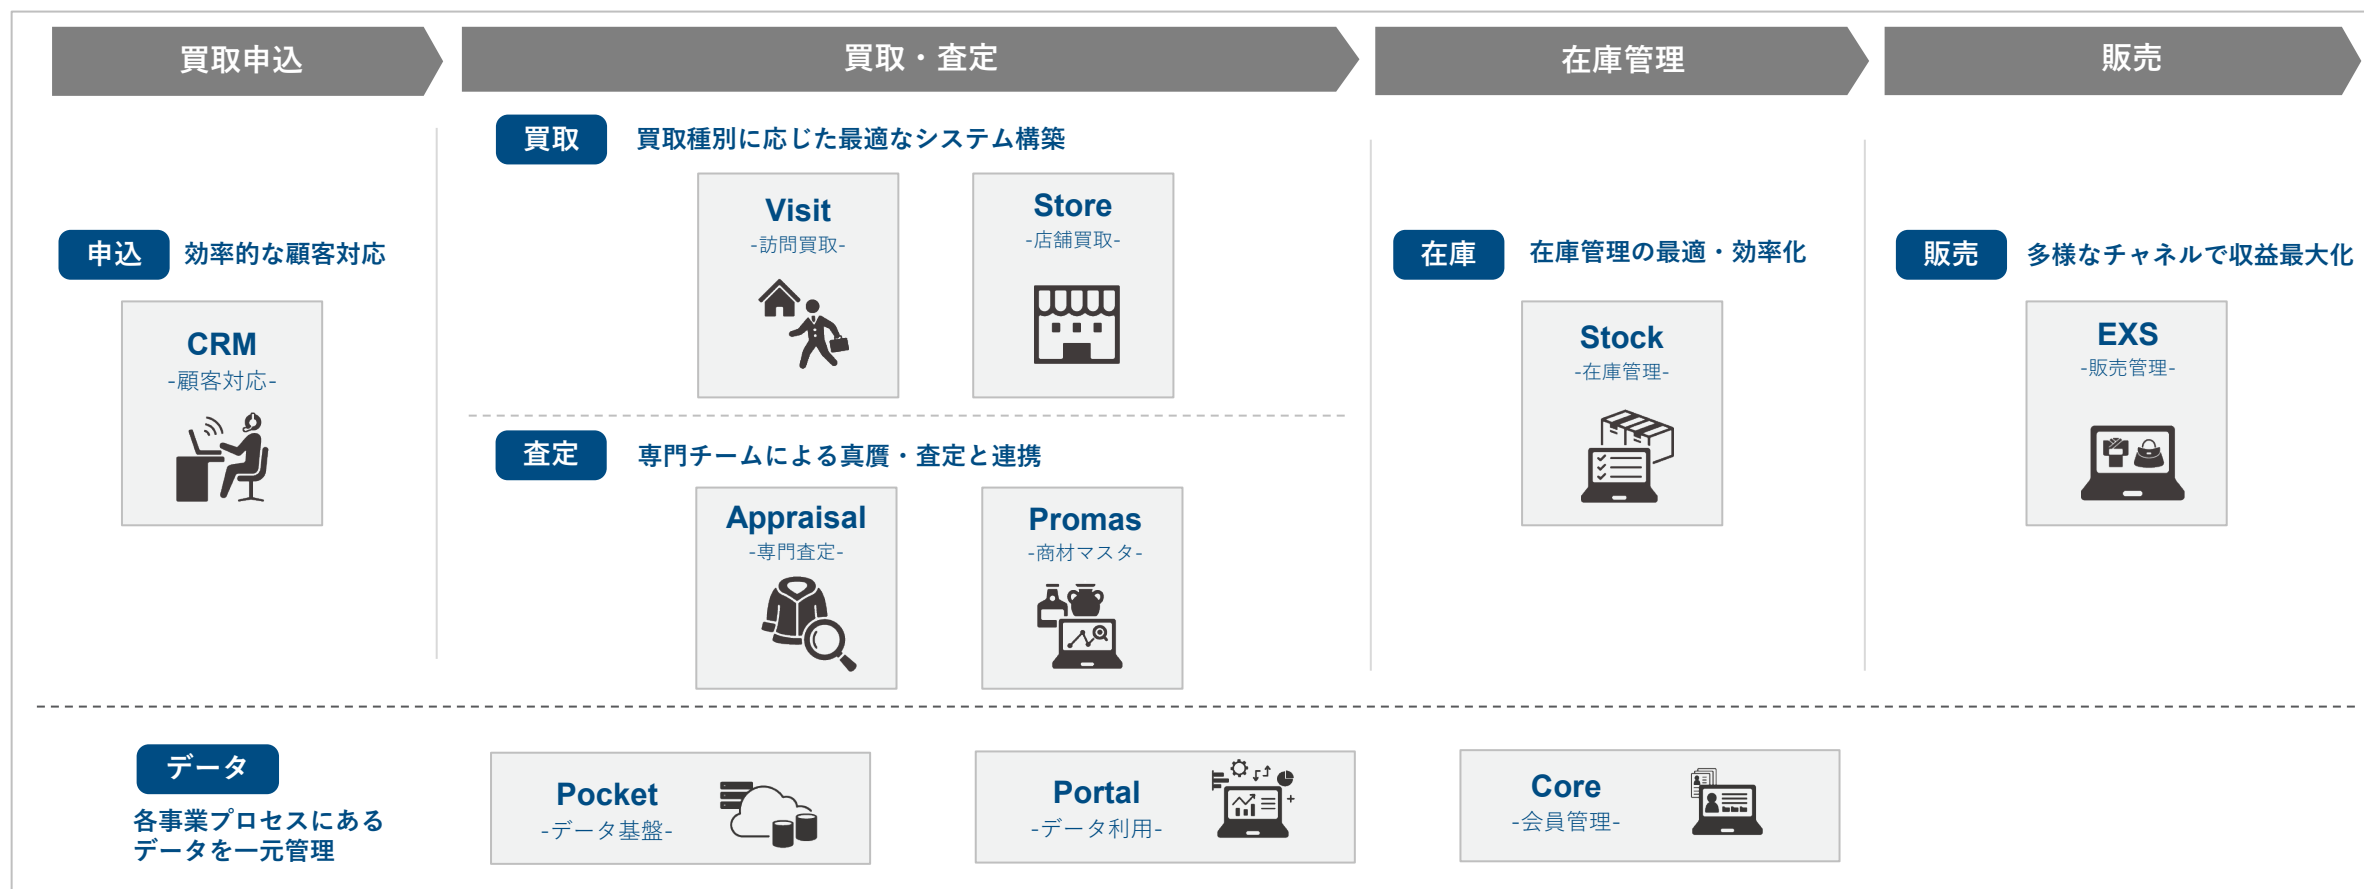 買取申込
買取・査定
在庫管理
販売
申込
効率的な顧客対応
CRM
-顧客対応-
買取
買取種別に応じた最適なシステム構築
Visit
-訪問買取-
Store
-店舗買取-
査定
専門チームによる真贋・査定と連携
Appraisal
-専門査定-
Promas
-商材マスタ-
在庫
在庫管理の最適・効率化
Stock
-在庫管理-
販売
多様なチャネルで収益最大化
EXS
-販売管理-
データ
各事業プロセスにある
データを一元管理
Pocket
-データ基盤-
Portal
-データ利用-
Core
-会員管理-